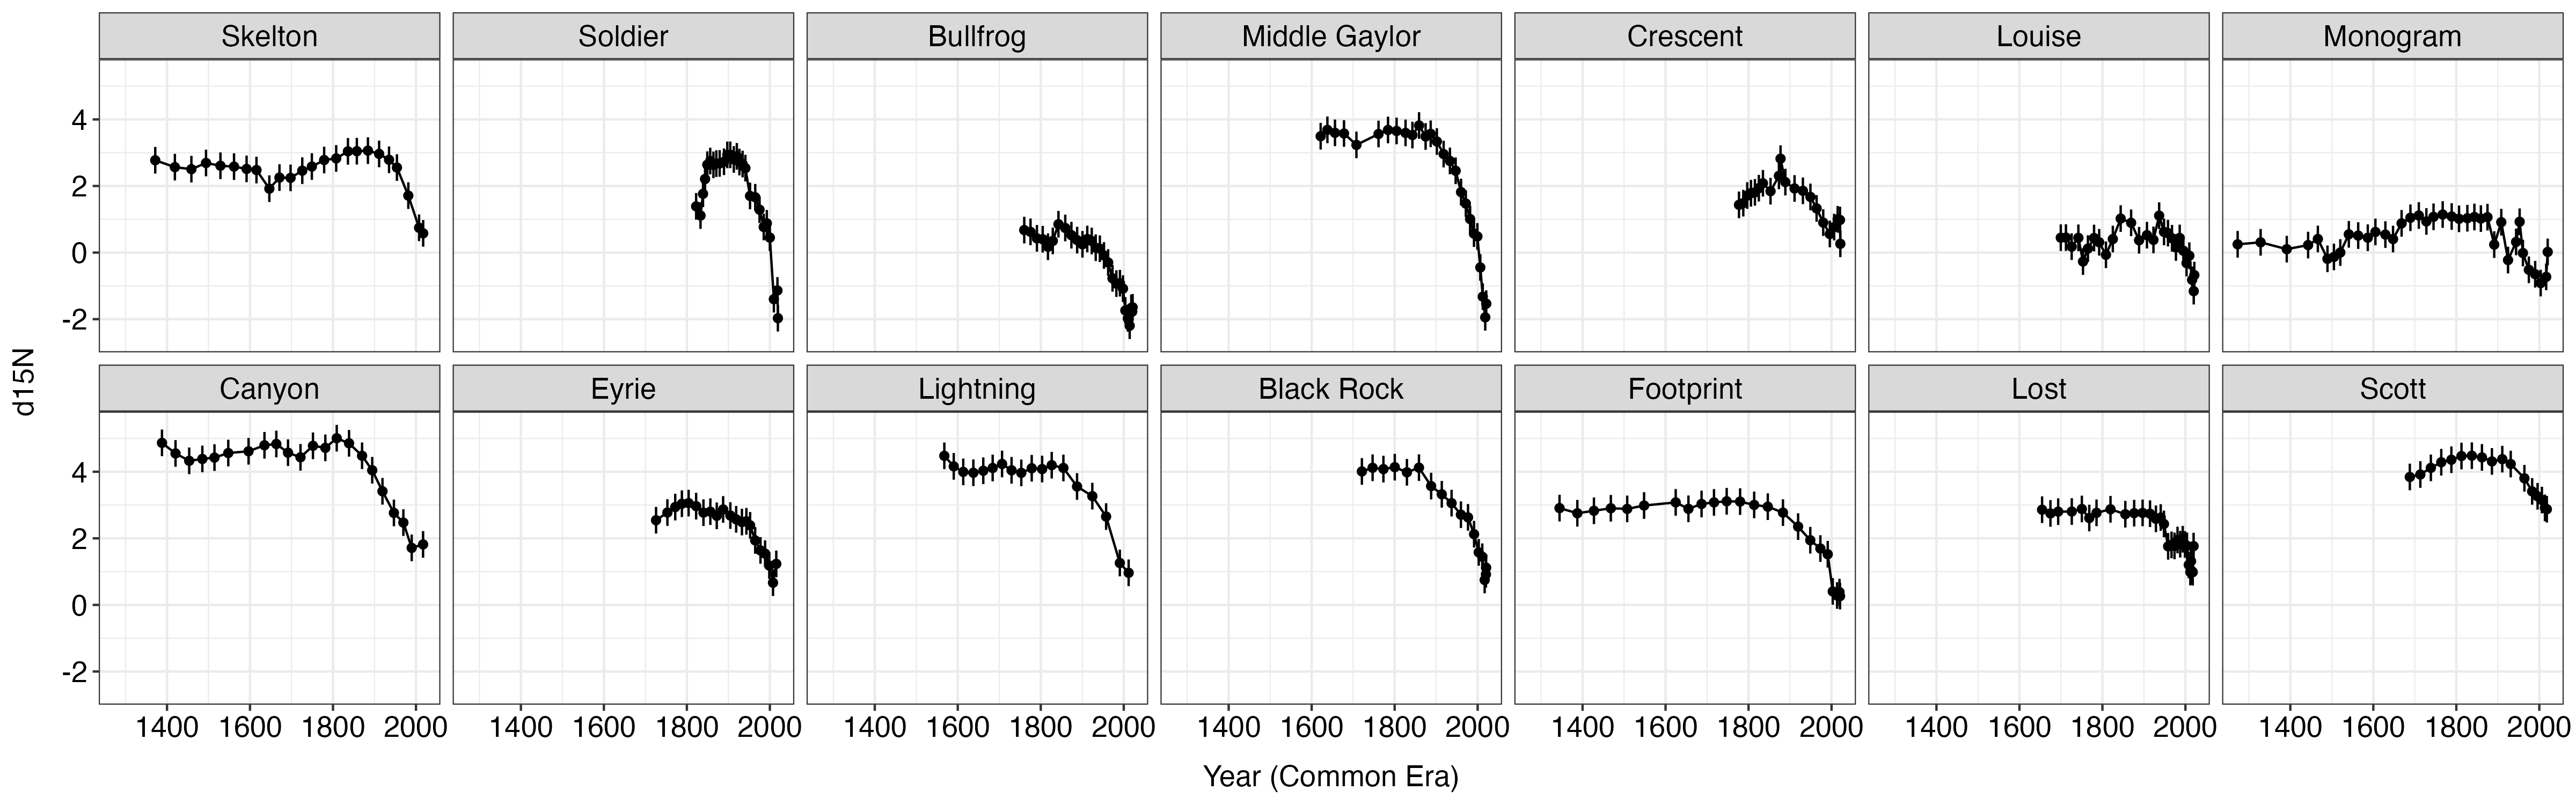 Skelton Soldier Bullfrog Middle Gaylor Crescent Louise Monogram
4
2
0
-2
d15N
Canyon Eyrie Lightning Black Rock Footprint Lost Scott
4
2
0
-2
1400 1600 1800 2000 1400 1600 1800 2000 1400 1600 1800 2000 1400 1600 1800 2000 1400 1600 1800 2000 1400 1600 1800 2000 1400 1600 1800 2000
Year (Common Era)